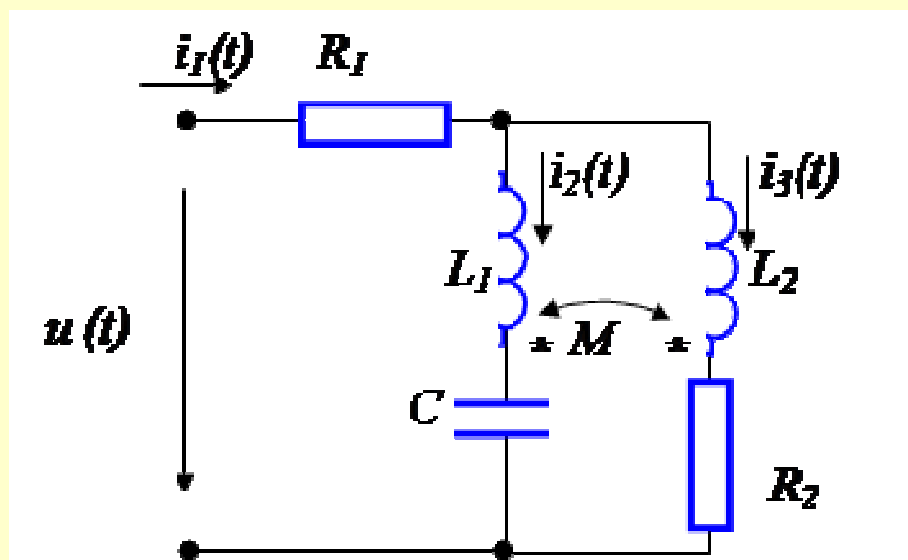 i₁(t) R₁
i₂(t) i₃(t)
L₁ L₂
u(t) * M *
C
R₂